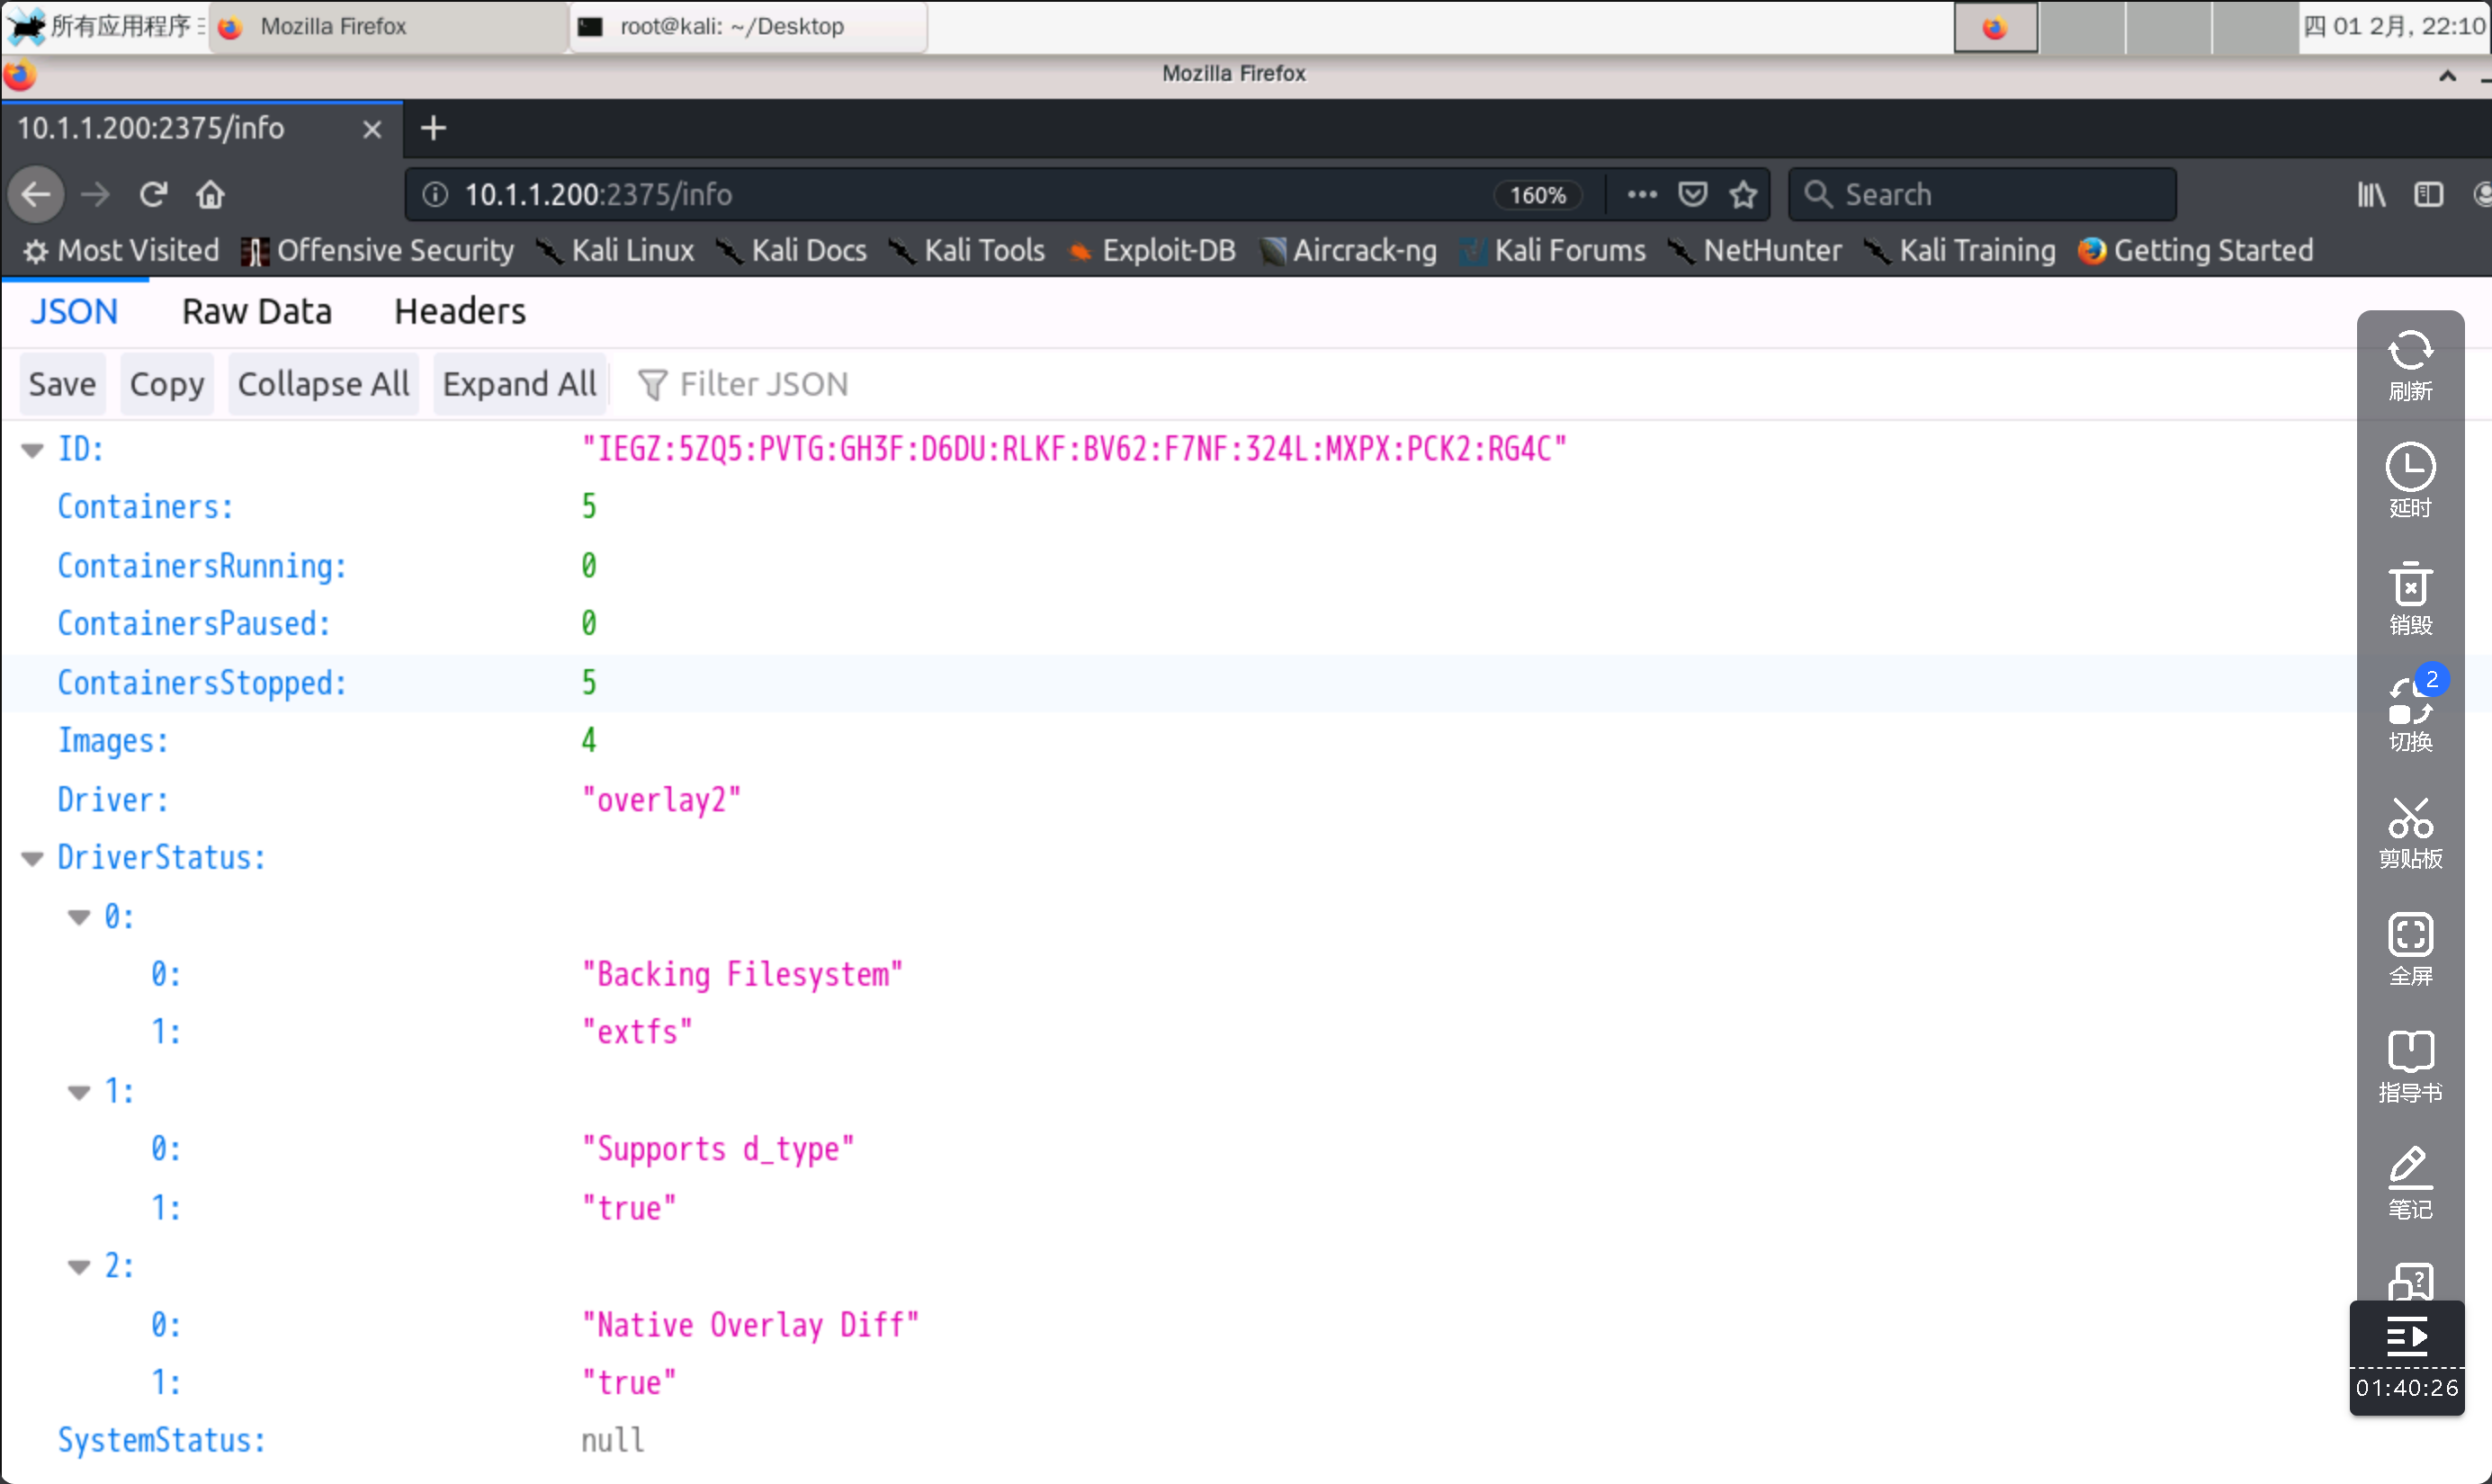 所有应用程序 Mozilla Firefox root@kali: ~/Desktop 四 01 2月, 22:10
Mozilla Firefox
10.1.1.200:2375/info
10.1.1.200:2375/info 160% Search
Most Visited Offensive Security Kali Linux Kali Docs Kali Tools Exploit-DB Aircrack-ng Kali Forums NetHunter Kali Training Getting Started
JSON Raw Data Headers
Save Copy Collapse All Expand All Filter JSON
ID: "IEGZ:5ZQ5:PVTG:GH3F:D6DU:RLKF:BV62:F7NF:324L:MXPX:PCK2:RG4C"
Containers: 5
ContainersRunning: 0
ContainersPaused: 0
ContainersStopped: 5
Images: 4
Driver: "overlay2"
DriverStatus:
0:
0: "Backing Filesystem"
1: "extfs"
1:
0: "Supports d_type"
1: "true"
2:
0: "Native Overlay Diff"
1: "true"
SystemStatus: null
刷新
延时
销毁
2
切换
剪贴板
全屏
指导书
笔记
01:40:26